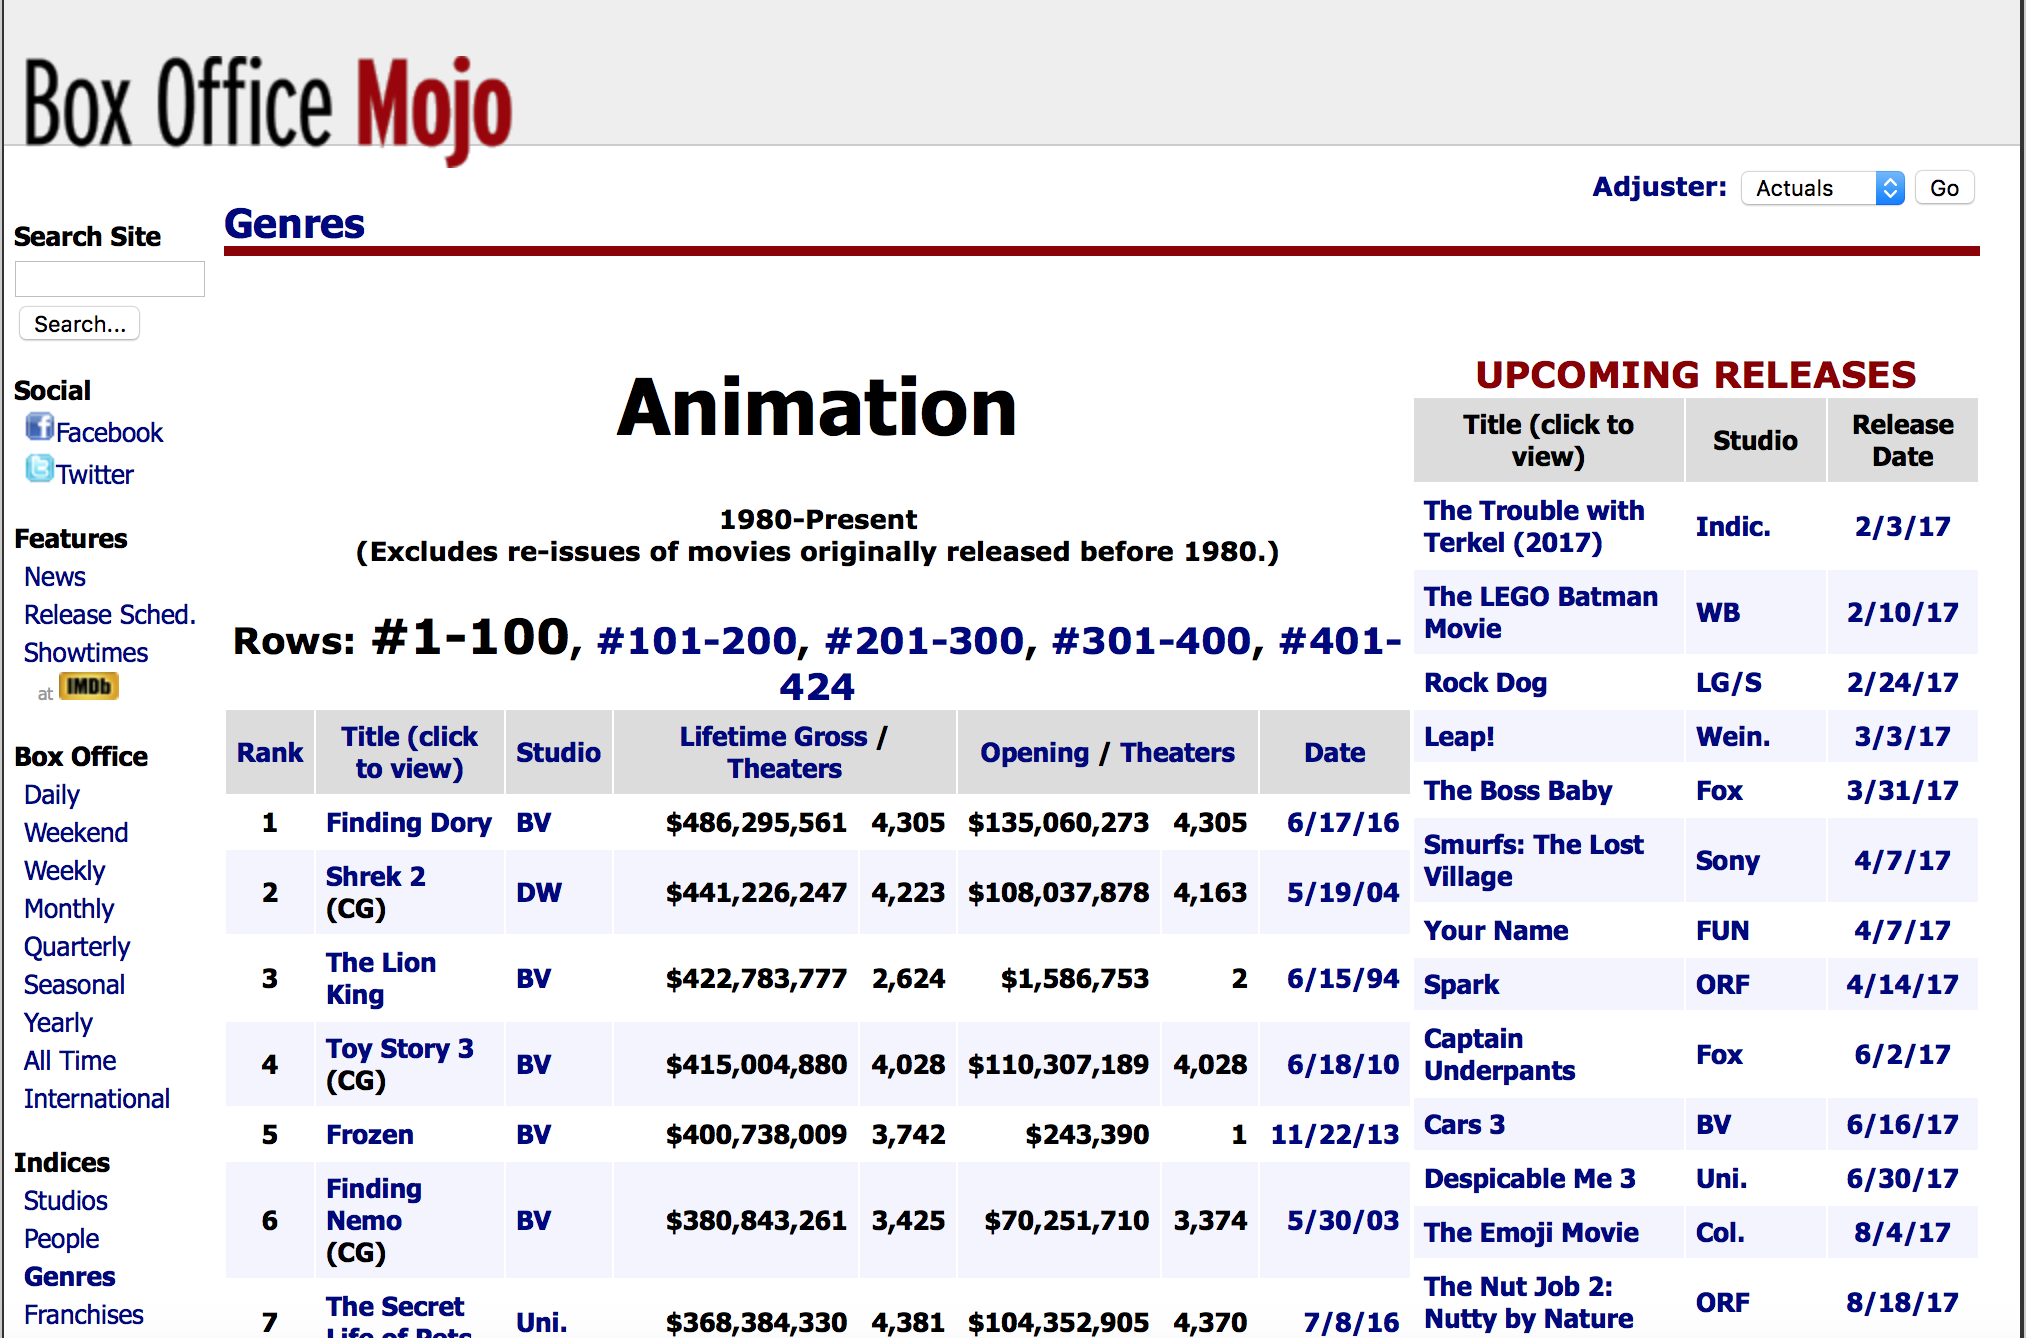 Box Office Mojo
Adjuster: Actuals Go
Genres
Search Site
Search...
Social
Facebook
Twitter
Features
News
Release Sched.
Showtimes
at IMDb
Box Office
Daily
Weekend
Weekly
Monthly
Quarterly
Seasonal
Yearly
All Time
International
Indices
Studios
People
Genres
Franchises
Animation
1980-Present
(Excludes re-issues of movies originally released before 1980.)
Rows: #1-100, #101-200, #201-300, #301-400, #401-
424
Rank Title (click to view) Studio Lifetime Gross / Theaters Opening / Theaters Date
1 Finding Dory BV $486,295,561 4,305 $135,060,273 4,305 6/17/16
2 Shrek 2 (CG) DW $441,226,247 4,223 $108,037,878 4,163 5/19/04
3 The Lion King BV $422,783,777 2,624 $1,586,753 2 6/15/94
4 Toy Story 3 (CG) BV $415,004,880 4,028 $110,307,189 4,028 6/18/10
5 Frozen BV $400,738,009 3,742 $243,390 1 11/22/13
6 Finding Nemo (CG) BV $380,843,261 3,425 $70,251,710 3,374 5/30/03
7 The Secret Life of Pets Uni. $368,384,330 4,381 $104,352,905 4,370 7/8/16
UPCOMING RELEASES
Title (click to view) Studio Release Date
The Trouble with Terkel (2017) Indic. 2/3/17
The LEGO Batman Movie WB 2/10/17
Rock Dog LG/S 2/24/17
Leap! Wein. 3/3/17
The Boss Baby Fox 3/31/17
Smurfs: The Lost Village Sony 4/7/17
Your Name FUN 4/7/17
Spark ORF 4/14/17
Captain Underpants Fox 6/2/17
Cars 3 BV 6/16/17
Despicable Me 3 Uni. 6/30/17
The Emoji Movie Col. 8/4/17
The Nut Job 2: Nutty by Nature ORF 8/18/17